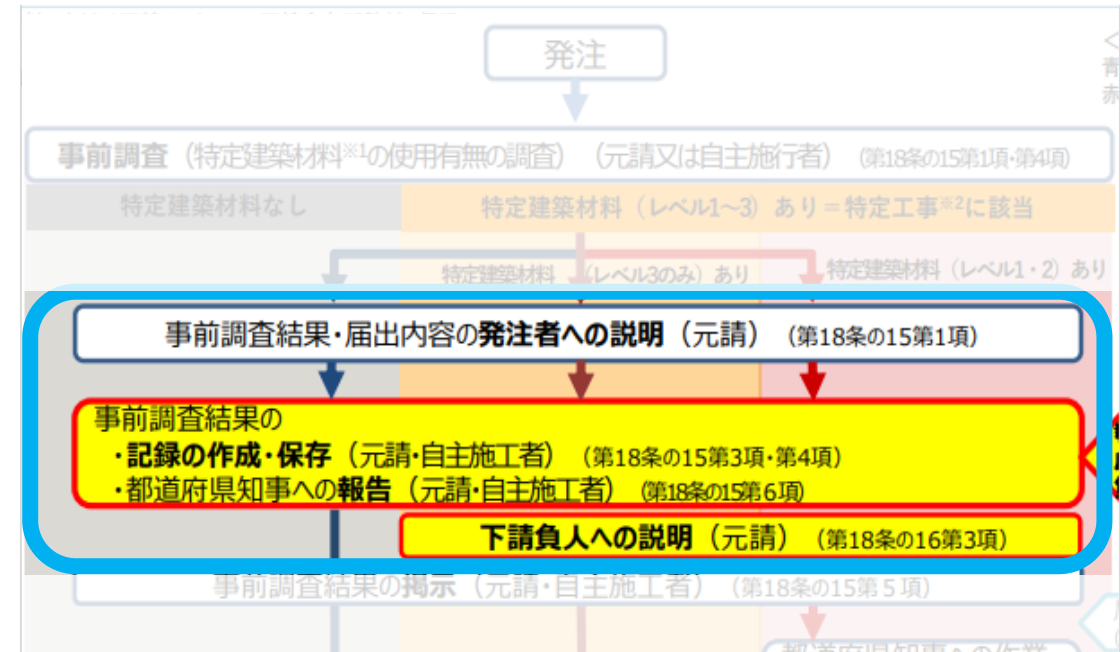 発注
<
青
赤
事前調査（特定建築材料※1の使用有無の調査）（元請又は自主施行者）（第18条の15第1項・第4項）
特定建築材料なし
特定建築材料（レベル1～3）あり＝特定工事※2に該当
特定建築材料（レベル3のみ）あり
特定建築材料（レベル1・2）あり
事前調査結果・届出内容の発注者への説明（元請）（第18条の15第1項）
事前調査結果の
・記録の作成・保存（元請・自主施工者）（第18条の15第3項・第4項）
・都道府県知事への報告（元請・自主施工者）（第18条の15第6項）
下請負人への説明（元請）（第18条の16第3項）
事前調査結果の掲示（元請・自主施工者）（第18条の15第5項）
都道府県知事への作業